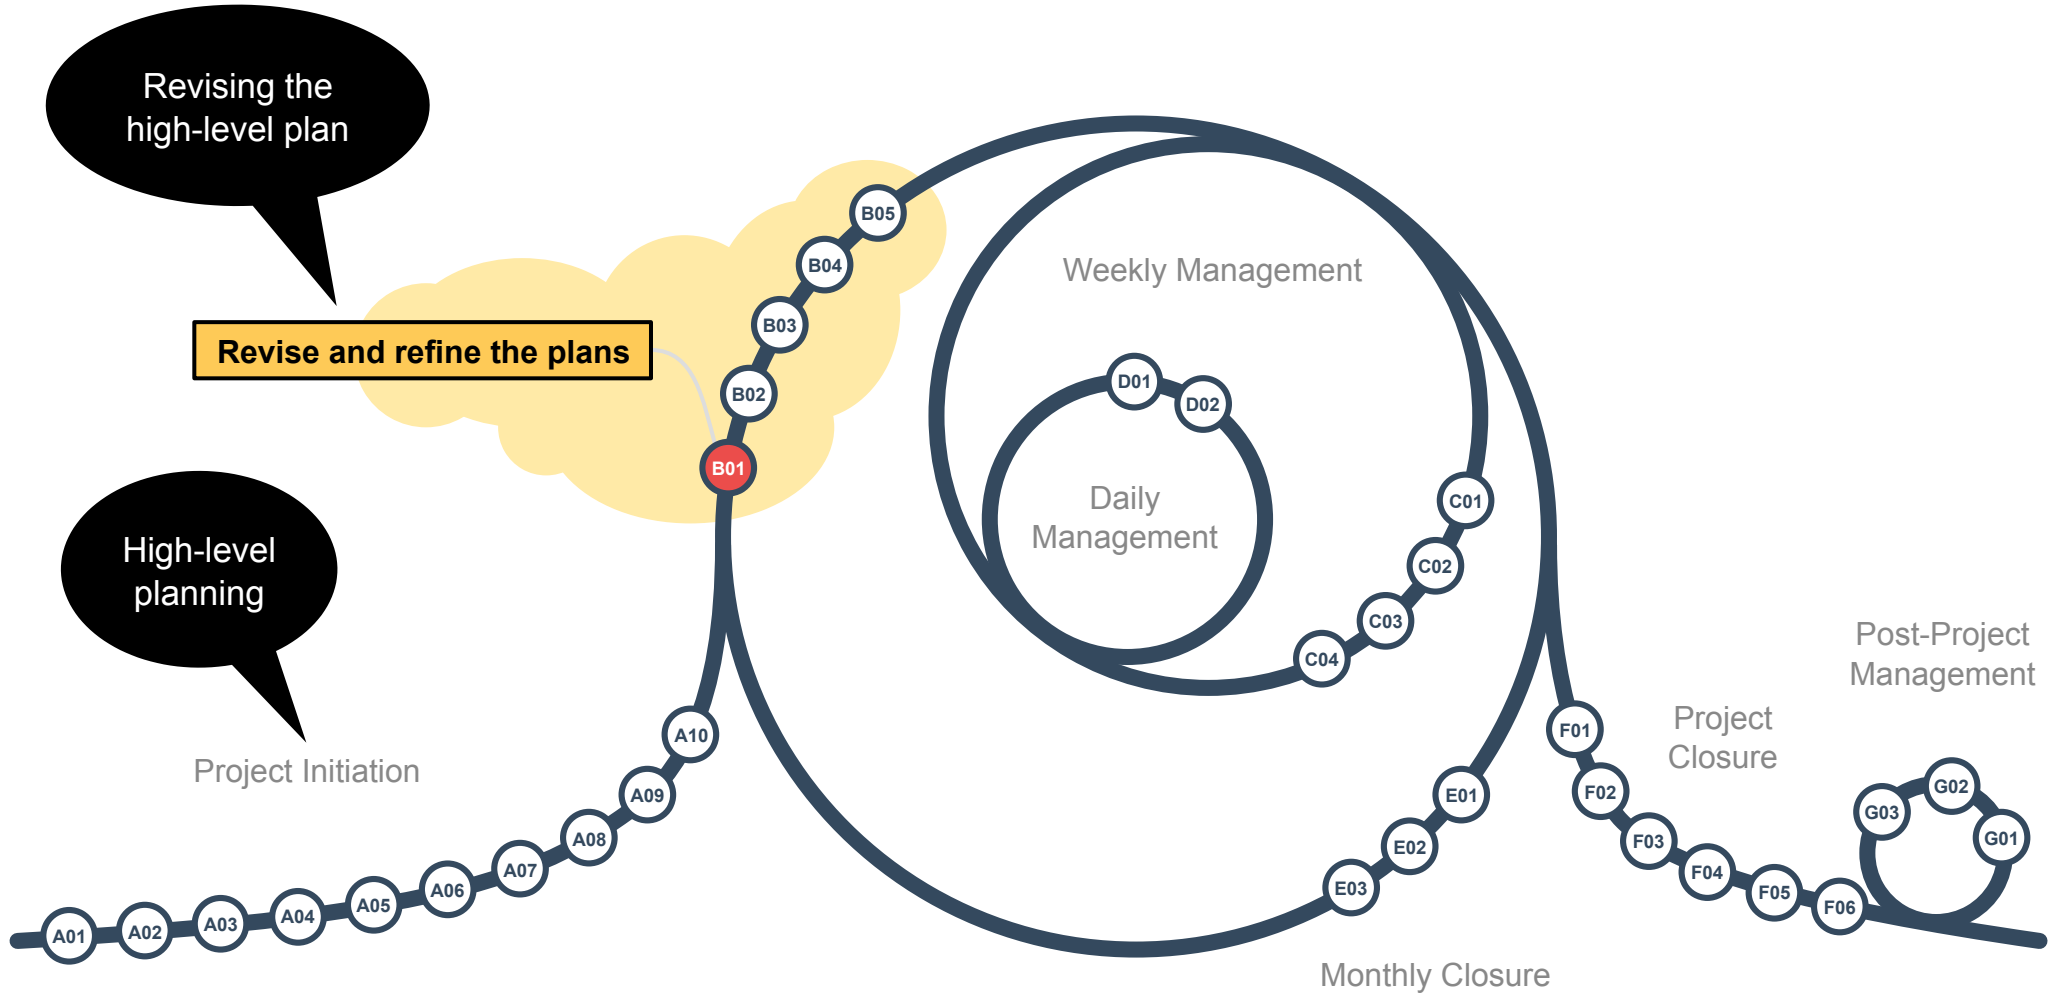 Revising the
high-level plan
Revise and refine the plans
High-level
planning
Project Initiation
A01
A02
A03
A04
A05
A06
A07
A08
A09
A10
B01
B02
B03
B04
B05
Weekly Management
C01
C02
C03
C04
Daily
Management
D01
D02
Monthly Closure
E01
E02
E03
Project
Closure
F01
F02
F03
F04
F05
F06
Post-Project
Management
G01
G02
G03